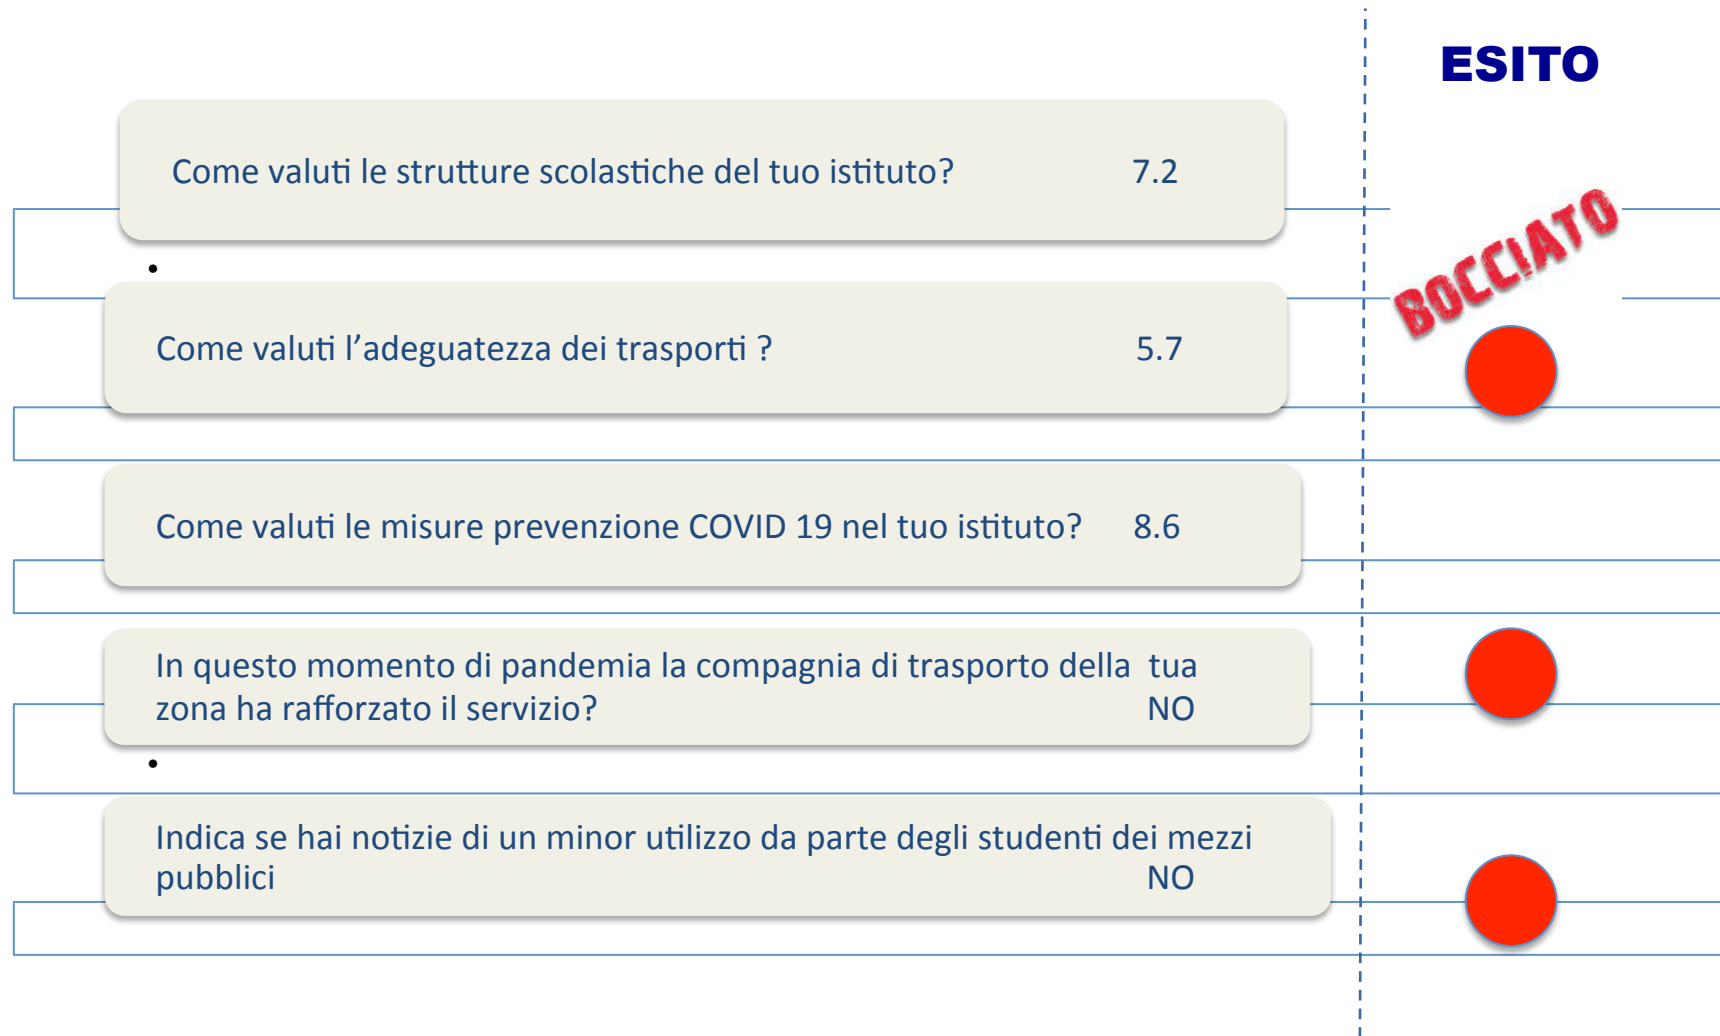 ESITO
Come valuti le strutture scolastiche del tuo istituto? 7.2
BOCCIATO
•
Come valuti l’adeguatezza dei trasporti ? 5.7
Come valuti le misure prevenzione COVID 19 nel tuo istituto? 8.6
In questo momento di pandemia la compagnia di trasporto della tua
zona ha rafforzato il servizio? NO
•
Indica se hai notizie di un minor utilizzo da parte degli studenti dei mezzi
pubblici NO